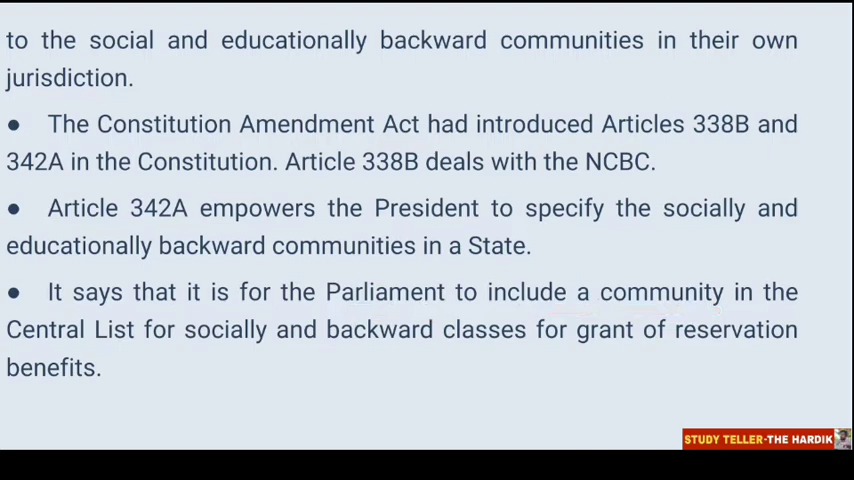 to the social and educationally backward communities in their own
jurisdiction.
● The Constitution Amendment Act had introduced Articles 338B and
342A in the Constitution. Article 338B deals with the NCBC.
● Article 342A empowers the President to specify the socially and
educationally backward communities in a State.
● It says that it is for the Parliament to include a community in the
Central List for socially and backward classes for grant of reservation
benefits.
STUDY TELLER-THE HARDIK